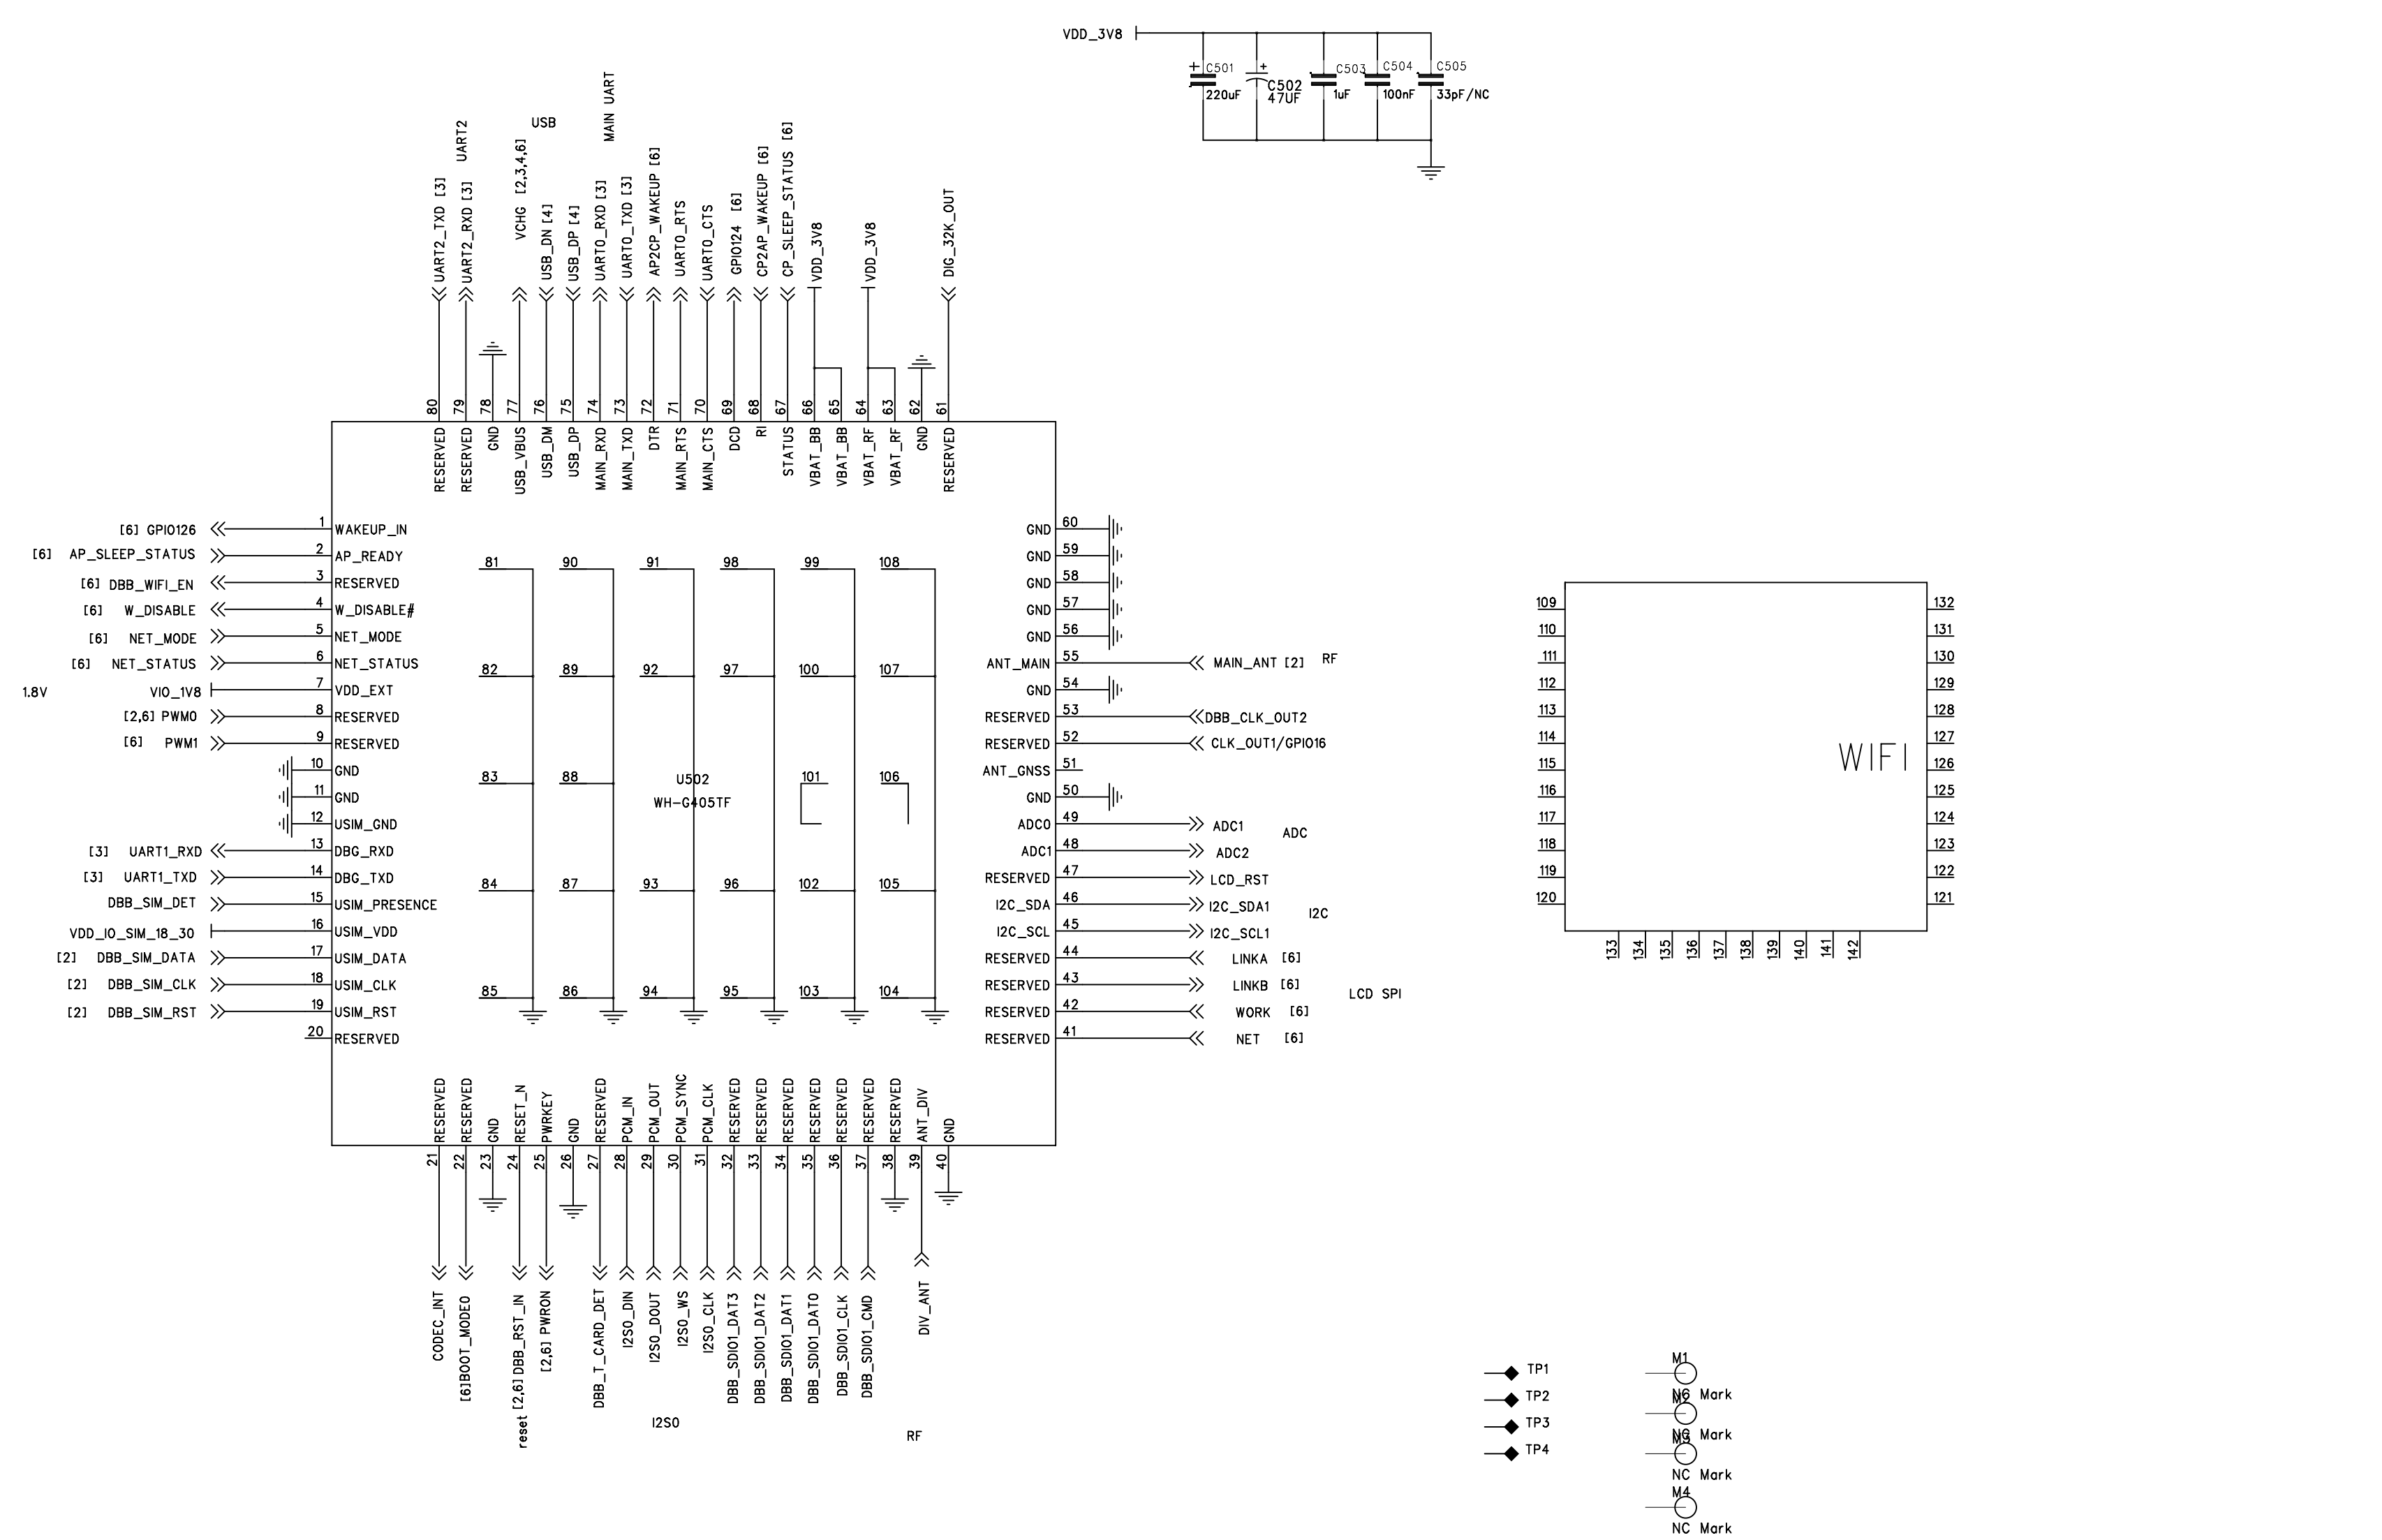 VDD_3V8
C501
220uF
C502
47UF
C503
1uF
C504
100nF
C505
33pF/NC
UART2
USB
MAIN UART
UART2_TXD [3]
UART2_RXD [3]
VCHG [2,3,4,6]
USB_DN [4]
USB_DP [4]
UART0_RXD [3]
UART0_TXD [3]
AP2CP_WAKEUP [6]
UART0_RTS
UART0_CTS
GPIO124 [6]
CP2AP_WAKEUP [6]
CP_SLEEP_STATUS [6]
VDD_3V8
VDD_3V8
DIG_32K_OUT
80 RESERVED
79 RESERVED
78 GND
77 USB_VBUS
76 USB_DM
75 USB_DP
74 MAIN_RXD
73 MAIN_TXD
72 DTR
71 MAIN_RTS
70 MAIN_CTS
69 DCD
68 RI
67 STATUS
66 VBAT_BB
65 VBAT_BB
64 VBAT_RF
63 VBAT_RF
62 GND
61 RESERVED
[6] GPIO126 1 WAKEUP_IN
[6] AP_SLEEP_STATUS 2 AP_READY
[6] DBB_WIFI_EN 3 RESERVED
[6] W_DISABLE 4 W_DISABLE#
[6] NET_MODE 5 NET_MODE
[6] NET_STATUS 6 NET_STATUS
1.8V VIO_1V8 7 VDD_EXT
[2,6] PWM0 8 RESERVED
[6] PWM1 9 RESERVED
10 GND
11 GND
12 USIM_GND
[3] UART1_RXD 13 DBG_RXD
[3] UART1_TXD 14 DBG_TXD
DBB_SIM_DET 15 USIM_PRESENCE
VDD_IO_SIM_18_30 16 USIM_VDD
[2] DBB_SIM_DATA 17 USIM_DATA
[2] DBB_SIM_CLK 18 USIM_CLK
[2] DBB_SIM_RST 19 USIM_RST
20 RESERVED
81 90 91 98 99 108
82 89 92 97 100 107
83 88 101 106
U502
WH-G405TF
84 87 93 96 102 105
85 86 94 95 103 104
GND 60
GND 59
GND 58
GND 57
GND 56
ANT_MAIN 55 MAIN_ANT [2] RF
GND 54
RESERVED 53 DBB_CLK_OUT2
RESERVED 52 CLK_OUT1/GPIO16
ANT_GNSS 51
GND 50
ADC0 49 ADC1
ADC
ADC1 48 ADC2
RESERVED 47 LCD_RST
I2C_SDA 46 I2C_SDA1
I2C
I2C_SCL 45 I2C_SCL1
RESERVED 44 LINKA [6]
RESERVED 43 LINKB [6]
LCD SPI
RESERVED 42 WORK [6]
RESERVED 41 NET [6]
RESERVED 21 CODEC_INT
RESERVED 22 [6]BOOT_MODE0
GND 23
RESET_N 24 reset [2,6] DBB_RST_IN
PWRKEY 25 [2,6] PWRON
GND 26
RESERVED 27 DBB_T_CARD_DET
PCM_IN 28 I2S0_DIN
PCM_OUT 29 I2S0_DOUT
PCM_SYNC 30 I2S0_WS
PCM_CLK 31 I2S0_CLK
RESERVED 32 DBB_SDIO1_DAT3
RESERVED 33 DBB_SDIO1_DAT2
RESERVED 34 DBB_SDIO1_DAT1
RESERVED 35 DBB_SDIO1_DAT0
RESERVED 36 DBB_SDIO1_CLK
RESERVED 37 DBB_SDIO1_CMD
RESERVED 38
ANT_DIV 39 DIV_ANT
GND 40
I2S0
RF
109 132
110 131
111 130
112 129
113 128
114 127
WIFI
115 126
116 125
117 124
118 123
119 122
120 121
133 134 135 136 137 138 139 140 141 142
TP1
TP2
TP3
TP4
M1
NC Mark
M2
NC Mark
M3
NC Mark
M4
NC Mark